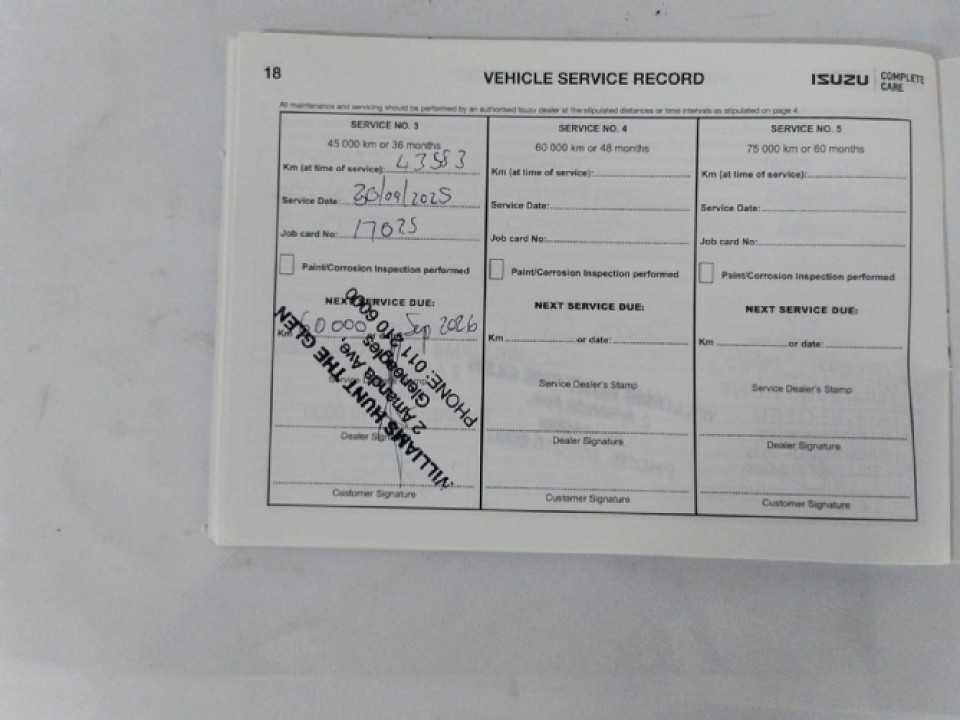 18
VEHICLE SERVICE RECORD
ISUZU COMPLETE CARE
All maintenance and servicing should be performed by an authorised Isuzu dealer at the stipulated distances or time intervals as stipulated on page 4.
SERVICE NO. 3
45 000 km or 36 months
Km (at time of service): 43583
Service Date: 30/09/2025
Job card No: 17025
Paint/Corrosion Inspection performed
NEXT SERVICE DUE:
Km 60 000 Sep 2026
WILLIAMS HUNT THE GLEN
2 Amanda Ave,
Gleneagles
PHONE: 011 210 6000
Dealer Signature
Customer Signature
SERVICE NO. 4
60 000 km or 48 months
Km (at time of service):
Service Date:
Job card No:
Paint/Corrosion Inspection performed
NEXT SERVICE DUE:
Km or date:
Service Dealer's Stamp
Dealer Signature
Customer Signature
SERVICE NO. 5
75 000 km or 60 months
Km (at time of service):
Service Date:
Job card No:
Paint/Corrosion Inspection performed
NEXT SERVICE DUE:
Km or date:
Service Dealer's Stamp
Dealer Signature
Customer Signature